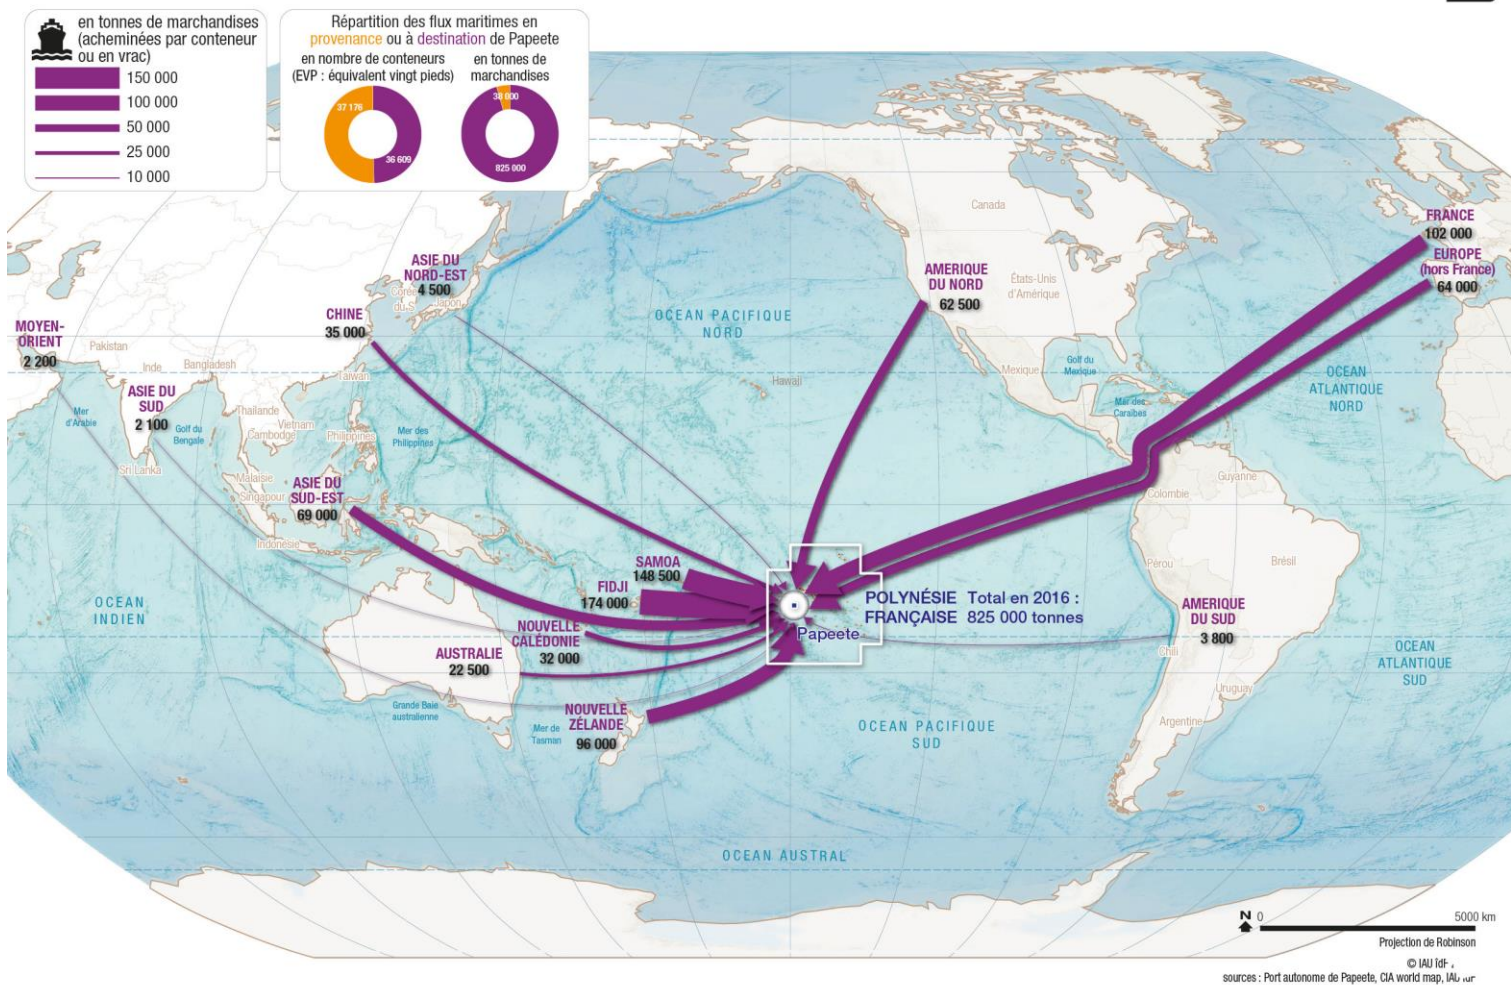 en tonnes de marchandises
(acheminées par conteneur
ou en vrac)
150 000
100 000
50 000
25 000
10 000
Répartition des flux maritimes en
provenance ou à destination de Papeete
en nombre de conteneurs
(EVP : équivalent vingt pieds)
37 176
36 609
en tonnes de
marchandises
38 000
825 000
Canada
FRANCE
102 000
EUROPE
(hors France)
64 000
ASIE DU
NORD-EST
4 500
Corée
du S.
Japon
AMERIQUE
DU NORD
62 500
États-Unis
d'Amérique
CHINE
35 000
OCEAN PACIFIQUE
NORD
MOYEN-
ORIENT
2 200
Pakistan
Inde
Bangladesh
Taiwan
Hawaii
Mexique
Golf du
Mexique
OCEAN
ATLANTIQUE
NORD
ASIE DU
SUD
2 100
Mer
d'Arabie
Golf du
Bengale
Thaïlande
Vietnam
Cambodge
Philippines
Mer des
Philippines
Mer des
Caraïbes
Sri Lanka
Malaisie
Singapour
ASIE DU
SUD-EST
69 000
Indonésie
Guyane
Colombie
Pérou
Brésil
SAMOA
148 500
FIDJI
174 000
OCEAN
INDIEN
POLYNÉSIE
FRANÇAISE
Total en 2016 :
825 000 tonnes
Papeete
AMERIQUE
DU SUD
3 800
Chili
NOUVELLE
CALÉDONIE
32 000
AUSTRALIE
22 500
OCEAN
ATLANTIQUE
SUD
Uruguay
Argentine
Grande Baie
australienne
Mer de
Tasman
NOUVELLE
ZÉLANDE
96 000
OCEAN PACIFIQUE
SUD
OCEAN AUSTRAL
N 0 5000 km
Projection de Robinson
© IAU îdF
sources : Port autonome de Papeete, CIA world map, IAU